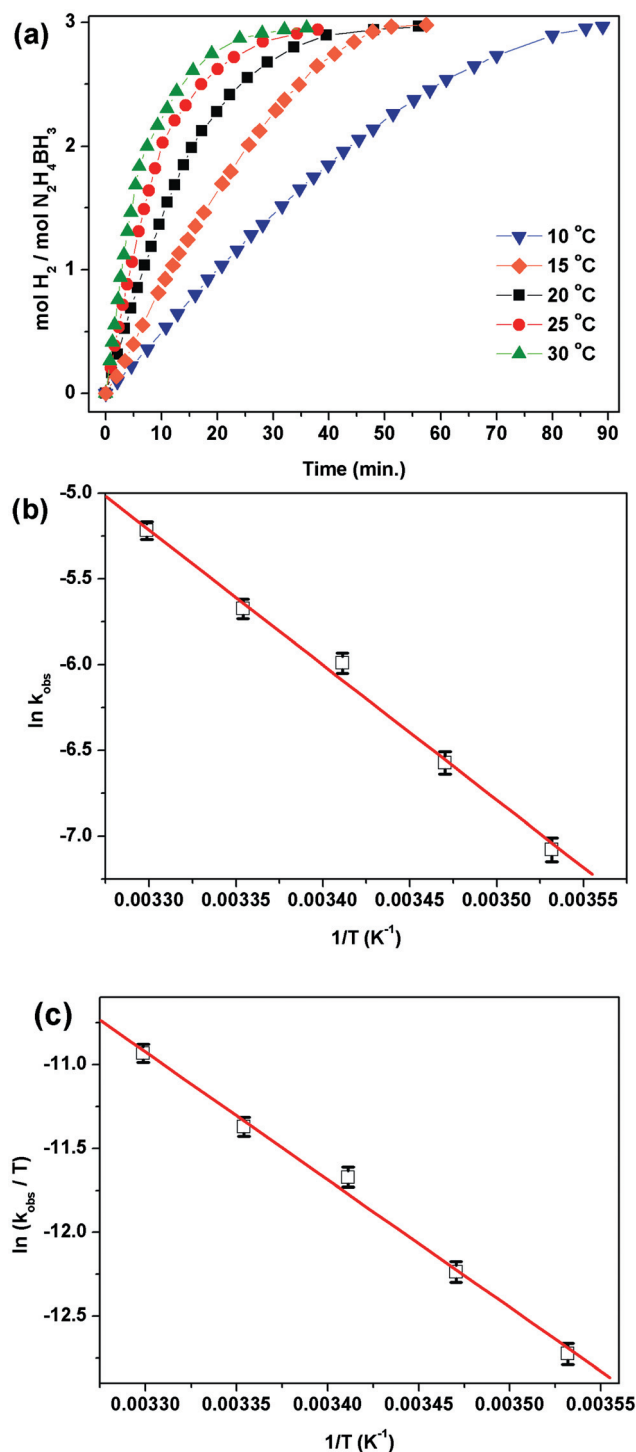 (a)
mol H₂ / mol N₂H₄BH₃
3
2
1
0
10 °C
15 °C
20 °C
25 °C
30 °C
0 10 20 30 40 50 60 70 80 90
Time (min.)
(b)
ln k_obs
-5.0
-5.5
-6.0
-6.5
-7.0
0.00330 0.00335 0.00340 0.00345 0.00350 0.00355
1/T (K⁻¹)
(c)
ln (k_obs / T)
-11.0
-11.5
-12.0
-12.5
0.00330 0.00335 0.00340 0.00345 0.00350 0.00355
1/T (K⁻¹)